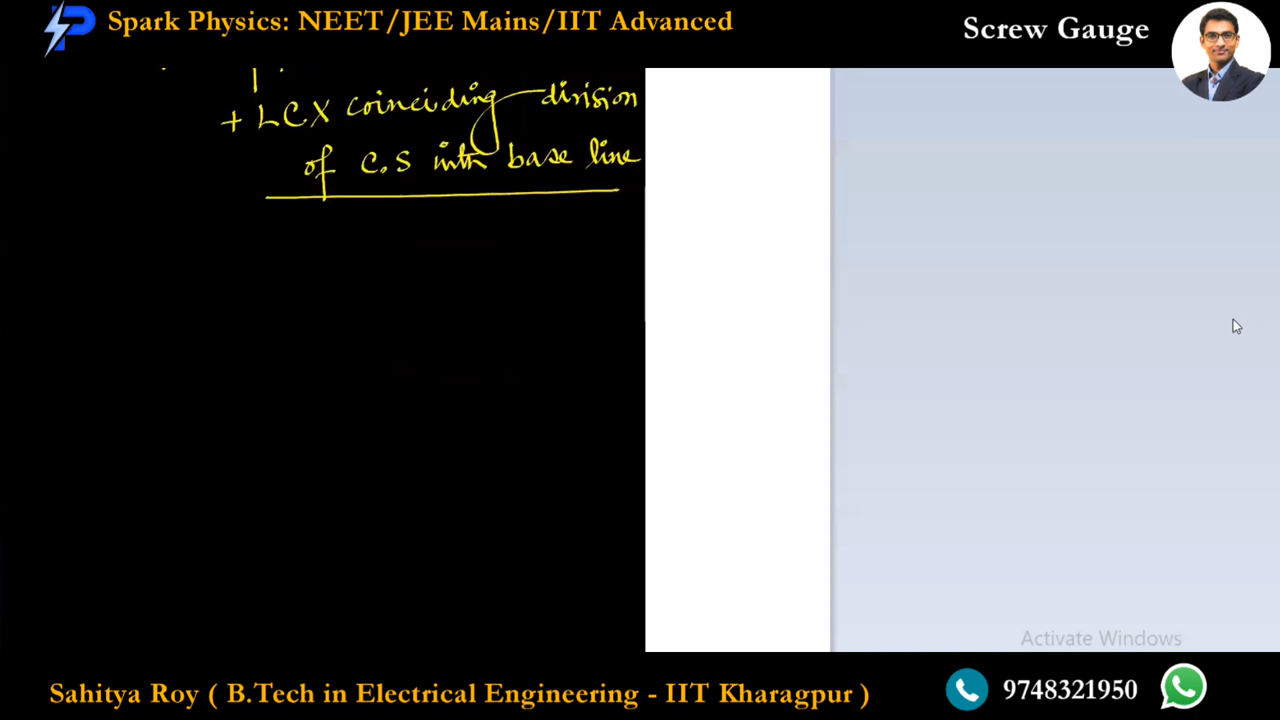 Spark Physics: NEET/JEE Mains/IIT Advanced
Screw Gauge
+ LCX coinciding division
of C.S with base line
Activate Windows
Sahitya Roy ( B.Tech in Electrical Engineering - IIT Kharagpur )
9748321950